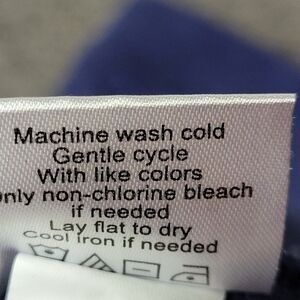 Machine wash cold
Gentle cycle
With like colors
Only non-chlorine bleach
if needed
Lay flat to dry
Cool iron if needed